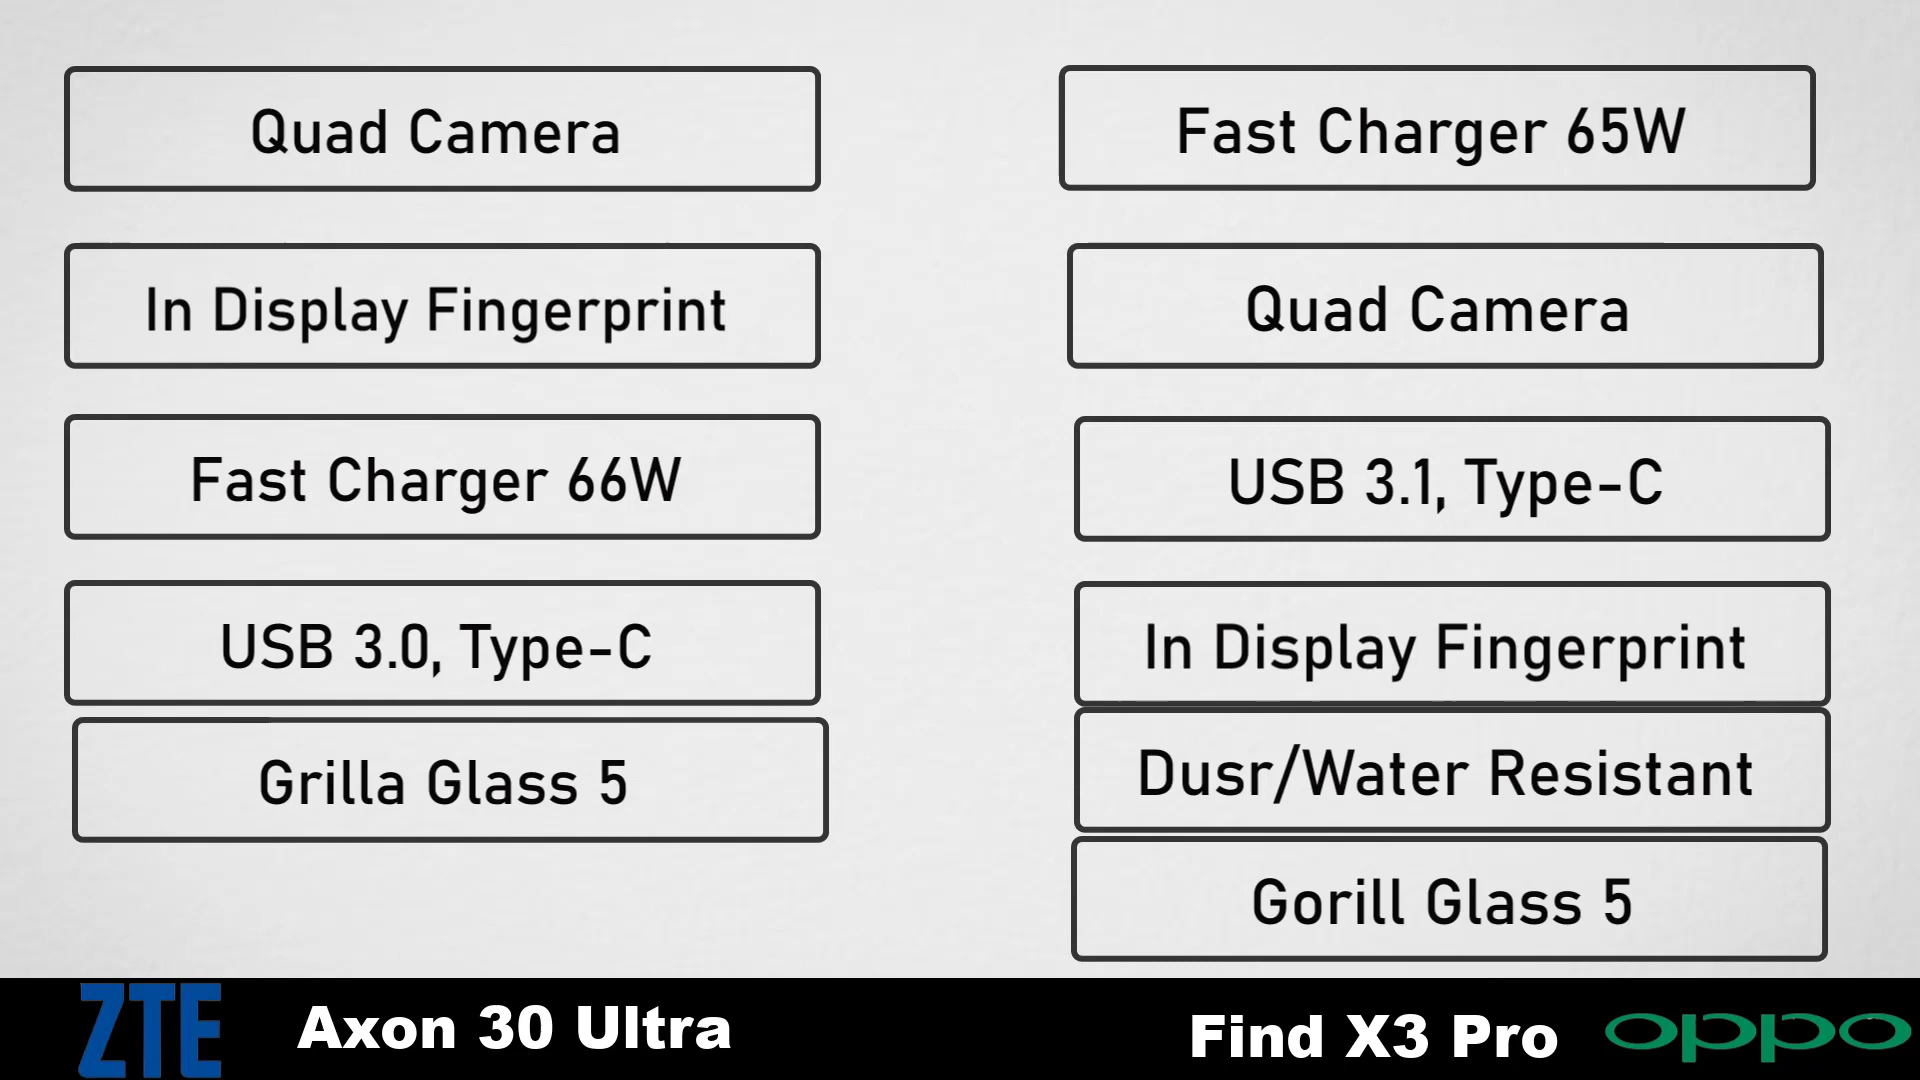 Quad Camera
In Display Fingerprint
Fast Charger 66W
USB 3.0, Type-C
Grilla Glass 5
Fast Charger 65W
Quad Camera
USB 3.1, Type-C
In Display Fingerprint
Dusr/Water Resistant
Gorill Glass 5
ZTE Axon 30 Ultra
Find X3 Pro oppo